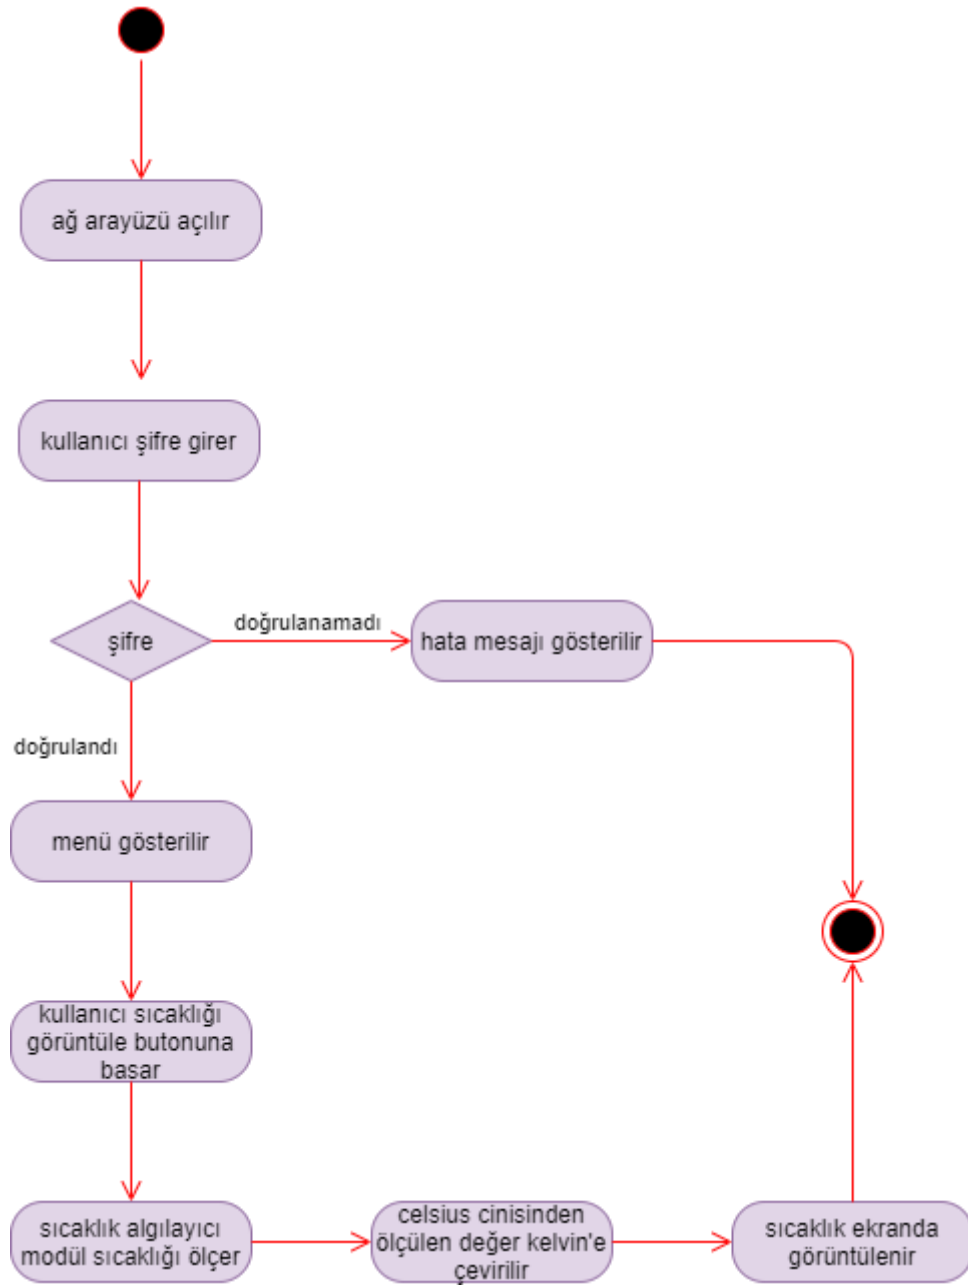 ağ arayüzü açılır
kullanıcı şifre girer
şifre
doğrulanamadı
hata mesajı gösterilir
doğrulandı
menü gösterilir
kullanıcı sıcaklığı
görüntüle butonuna
basar
sıcaklık algılayıcı
modül sıcaklığı ölçer
celsius cinisinden
ölçülen değer kelvin'e
çevirilir
sıcaklık ekranda
görüntülenir